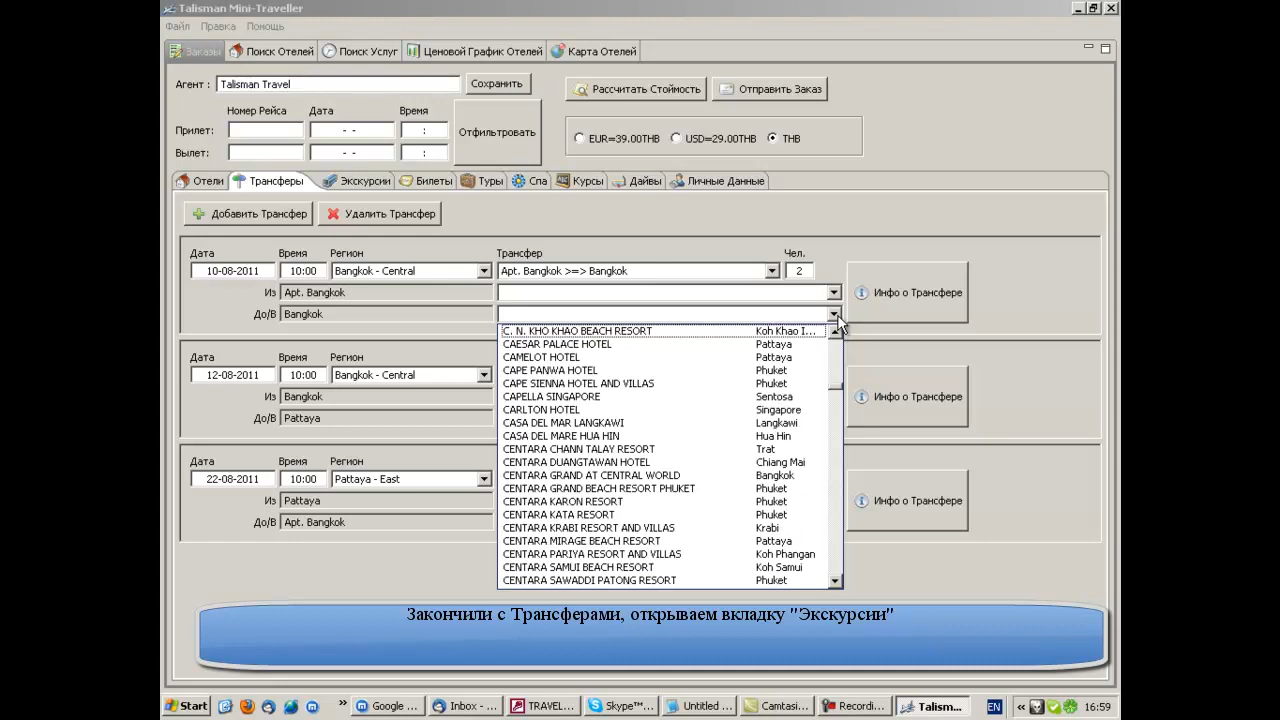 Talisman Mini-Traveller
Файл Правка Помощь
Заказы Поиск Отелей Поиск Услуг Ценовой График Отелей Карта Отелей
Агент : Talisman Travel Сохранить Рассчитать Стоимость Отправить Заказ
Номер Рейса Дата Время
Прилет: - - : Отфильтровать EUR=39.00THB USD=29.00THB THB
Вылет: - - :
Отели Трансферы Экскурсии Билеты Туры Спа Курсы Дайвы Личные Данные
Добавить Трансфер Удалить Трансфер
Дата Время Регион Трансфер Чел.
10-08-2011 10:00 Bangkok - Central Apt. Bangkok >=> Bangkok 2
Из Apt. Bangkok Инфо о Трансфере
До/В Bangkok
C. N. KHO KHAO BEACH RESORT Koh Khao I...
CAESAR PALACE HOTEL Pattaya
CAMELOT HOTEL Pattaya
CAPE PANWA HOTEL Phuket
CAPE SIENNA HOTEL AND VILLAS Phuket
CAPELLA SINGAPORE Sentosa
CARLTON HOTEL Singapore
CASA DEL MAR LANGKAWI Langkawi
CASA DEL MARE HUA HIN Hua Hin
CENTARA CHANN TALAY RESORT Trat
CENTARA DUANGTAWAN HOTEL Chiang Mai
CENTARA GRAND AT CENTRAL WORLD Bangkok
CENTARA GRAND BEACH RESORT PHUKET Phuket
CENTARA KARON RESORT Phuket
CENTARA KATA RESORT Phuket
CENTARA KRABI RESORT AND VILLAS Krabi
CENTARA MIRAGE BEACH RESORT Pattaya
CENTARA PARIYA RESORT AND VILLAS Koh Phangan
CENTARA SAMUI BEACH RESORT Koh Samui
CENTARA SAWADDI PATONG RESORT Phuket
Дата Время Регион
12-08-2011 10:00 Bangkok - Central
Из Bangkok Инфо о Трансфере
До/В Pattaya
Дата Время Регион
22-08-2011 10:00 Pattaya - East
Из Pattaya Инфо о Трансфере
До/В Apt. Bangkok
Закончили с Трансферами, открываем вкладку "Экскурсии"
Start » Google ... Inbox - ... TRAVEL... Skype™... Untitled ... Camtasi... Recordi... Talism... EN « 16:59